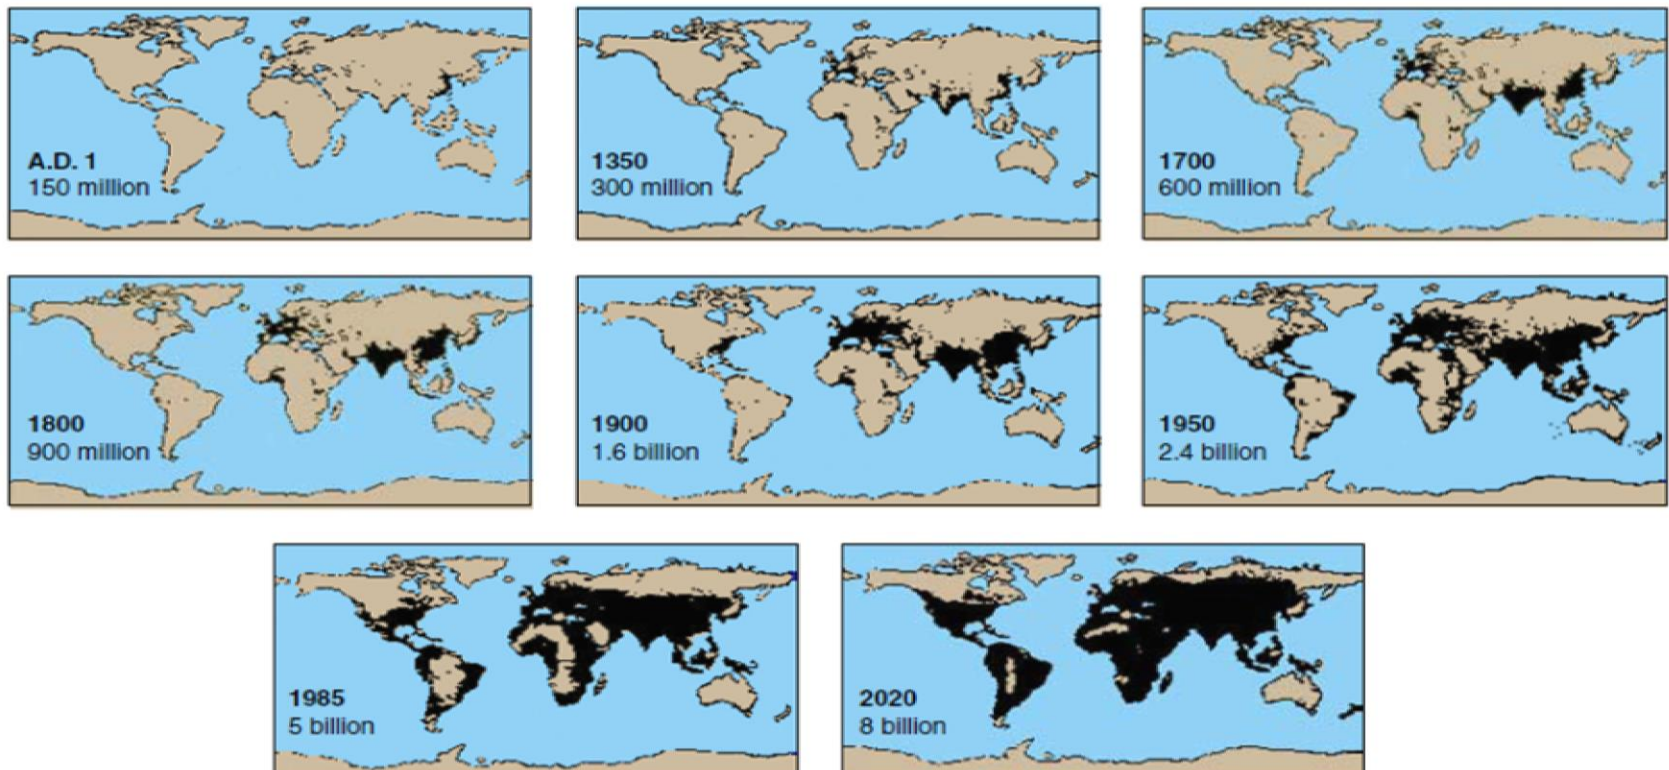 A.D. 1
150 million
1350
300 million
1700
600 million
1800
900 million
1900
1.6 billion
1950
2.4 billion
1985
5 billion
2020
8 billion